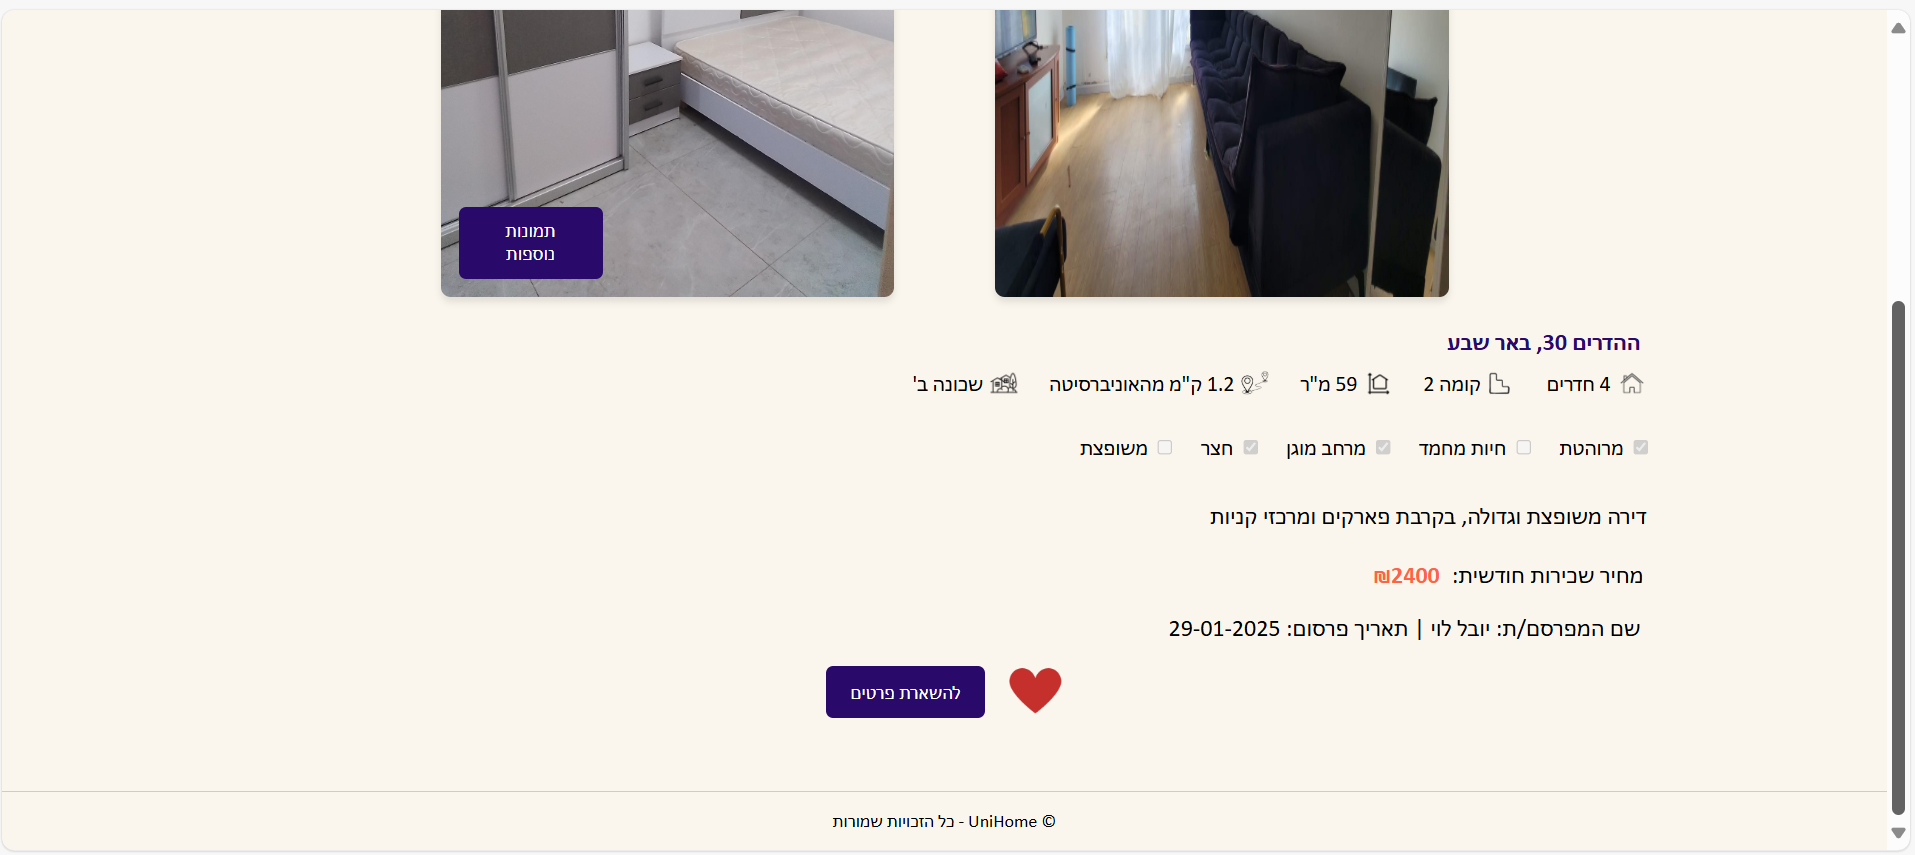 תמונות
נוספות
ההדרים 30, באר שבע
4 חדרים קומה 2 59 מ"ר 1.2 ק"מ מהאוניברסיטה שכונה ב'
מרוהטת חיות מחמד מרחב מוגן חצר משופצת
דירה משופצת וגדולה, בקרבת פארקים ומרכזי קניות
מחיר שכירות חודשית: 2400₪
שם המפרסם/ת: יובל לוי | תאריך פרסום: 29-01-2025
להשארת פרטים
© UniHome - כל הזכויות שמורות